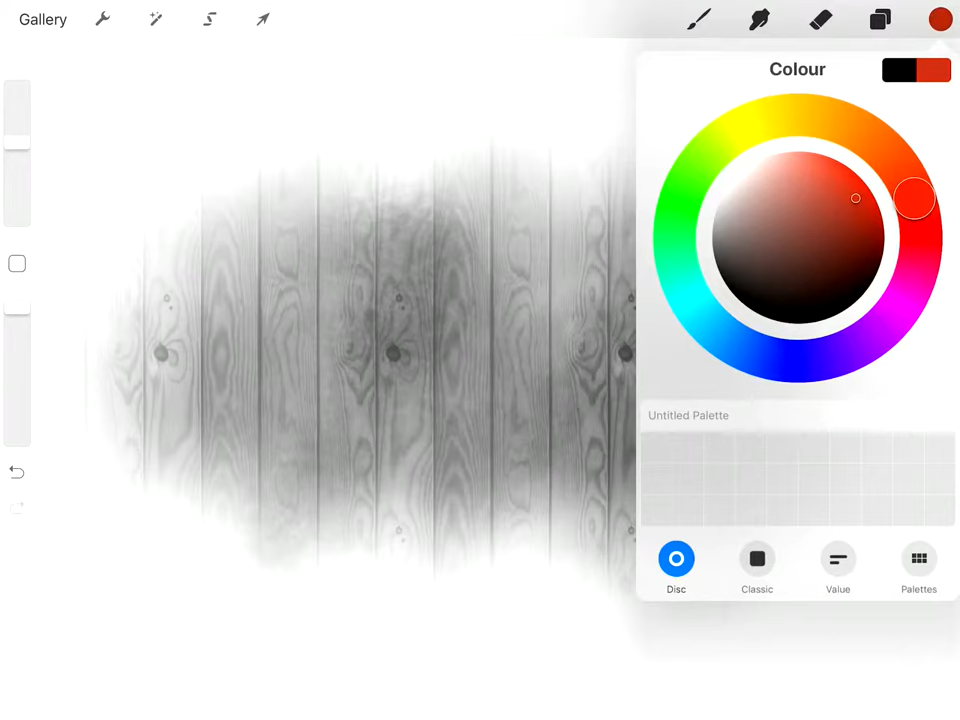 Gallery
Colour
Untitled Palette
Disc
Classic
Value
Palettes